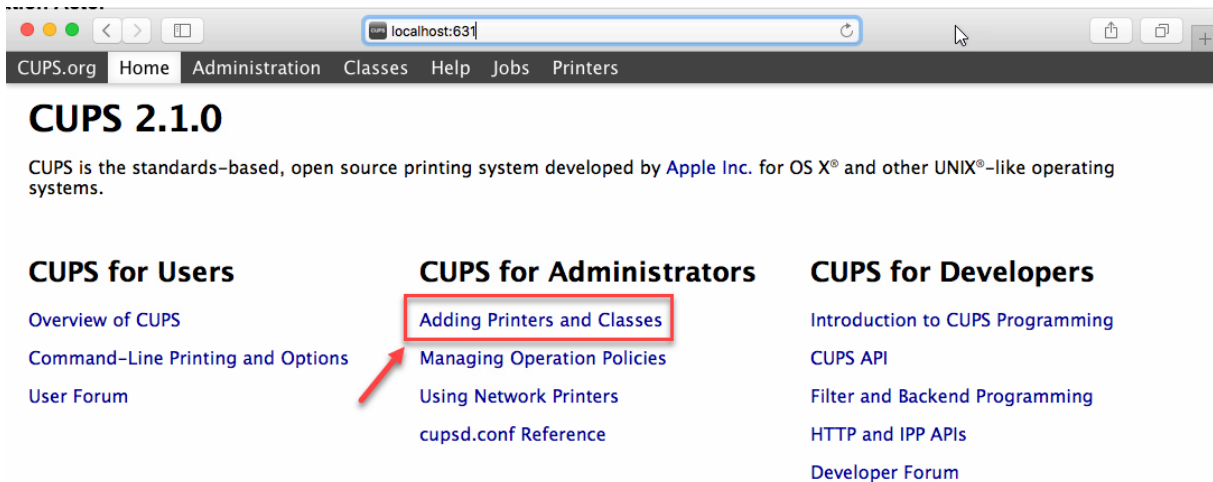 localhost:631
CUPS.org Home Administration Classes Help Jobs Printers
CUPS 2.1.0
CUPS is the standards-based, open source printing system developed by Apple Inc. for OS X® and other UNIX®-like operating
systems.
CUPS for Users
Overview of CUPS
Command-Line Printing and Options
User Forum
CUPS for Administrators
Adding Printers and Classes
Managing Operation Policies
Using Network Printers
cupsd.conf Reference
CUPS for Developers
Introduction to CUPS Programming
CUPS API
Filter and Backend Programming
HTTP and IPP APIs
Developer Forum